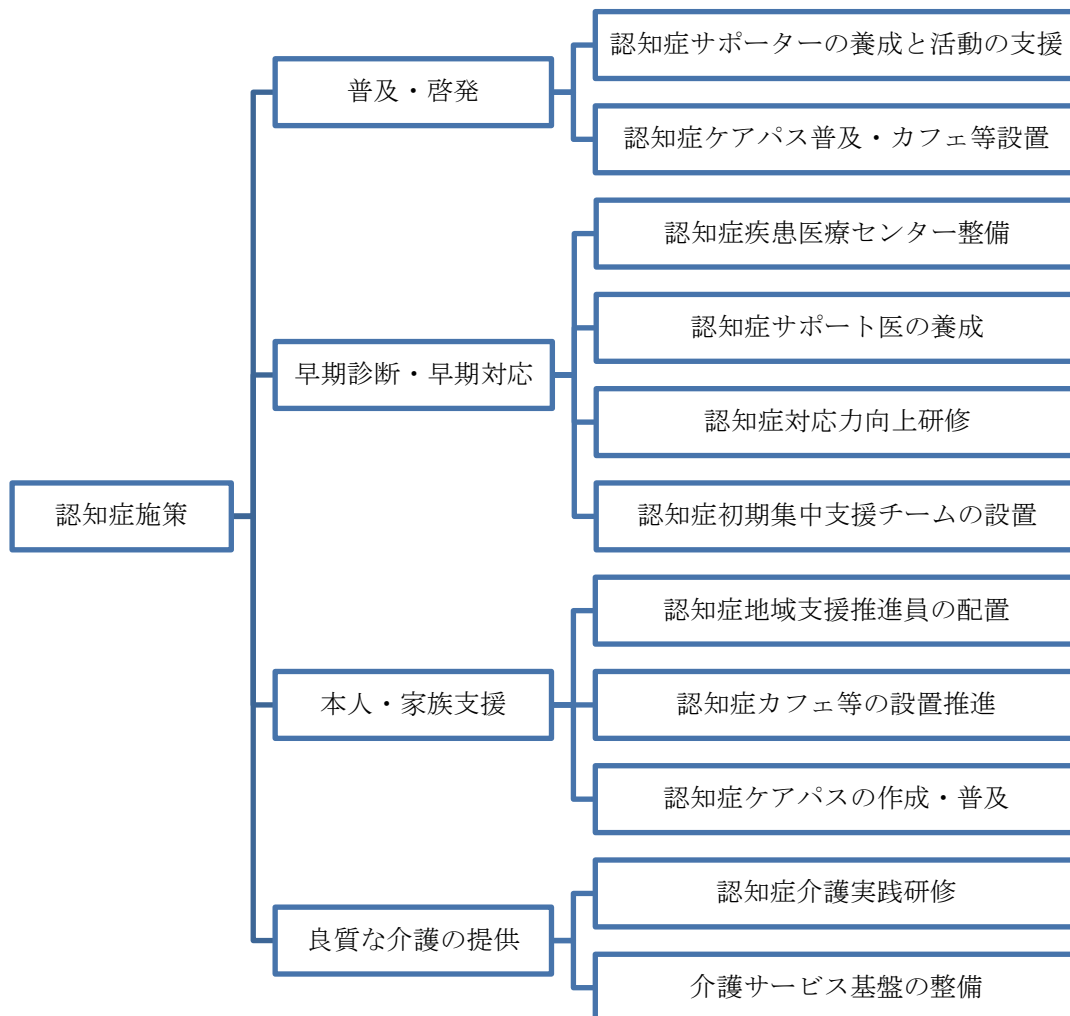 認知症施策
普及・啓発
認知症サポーターの養成と活動の支援
認知症ケアパス普及・カフェ等設置
早期診断・早期対応
認知症疾患医療センター整備
認知症サポート医の養成
認知症対応力向上研修
認知症初期集中支援チームの設置
本人・家族支援
認知症地域支援推進員の配置
認知症カフェ等の設置推進
認知症ケアパスの作成・普及
良質な介護の提供
認知症介護実践研修
介護サービス基盤の整備